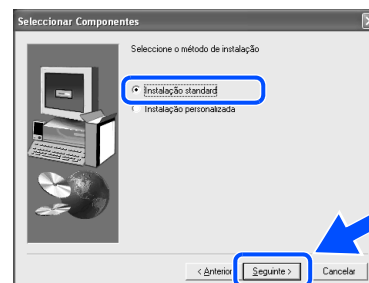 Seleccionar Componentes
Seleccione o método de instalação
Instalação standard
Instalação personalizada
< Anterior
Seguinte >
Cancelar